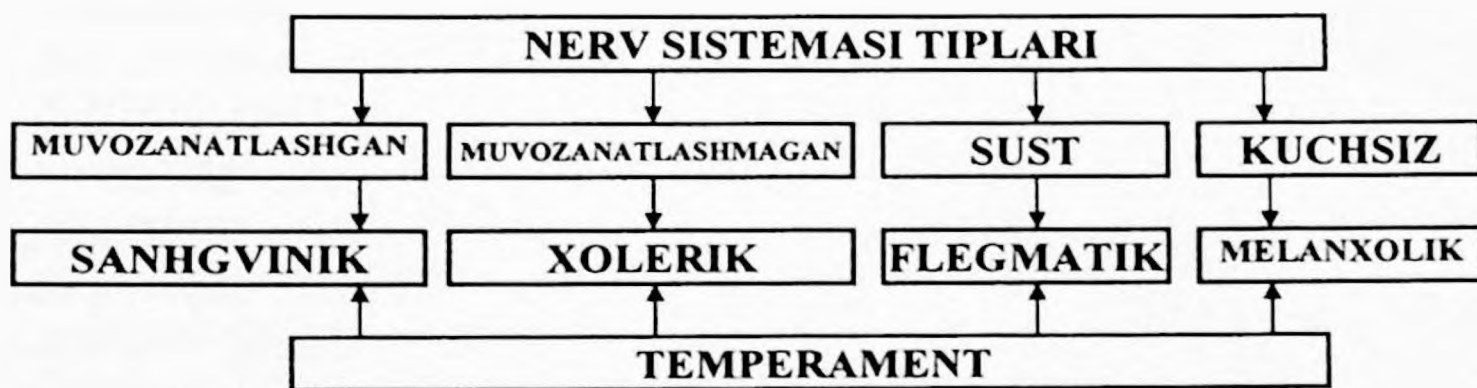 NERV SISTEMASI TIPLARI
MUVOZANATLASHGAN MUVOZANATLASHMAGAN SUST KUCHSIZ
SANHGVINIK XOLERIK FLEGMATIK MELANXOLIK
TEMPERAMENT